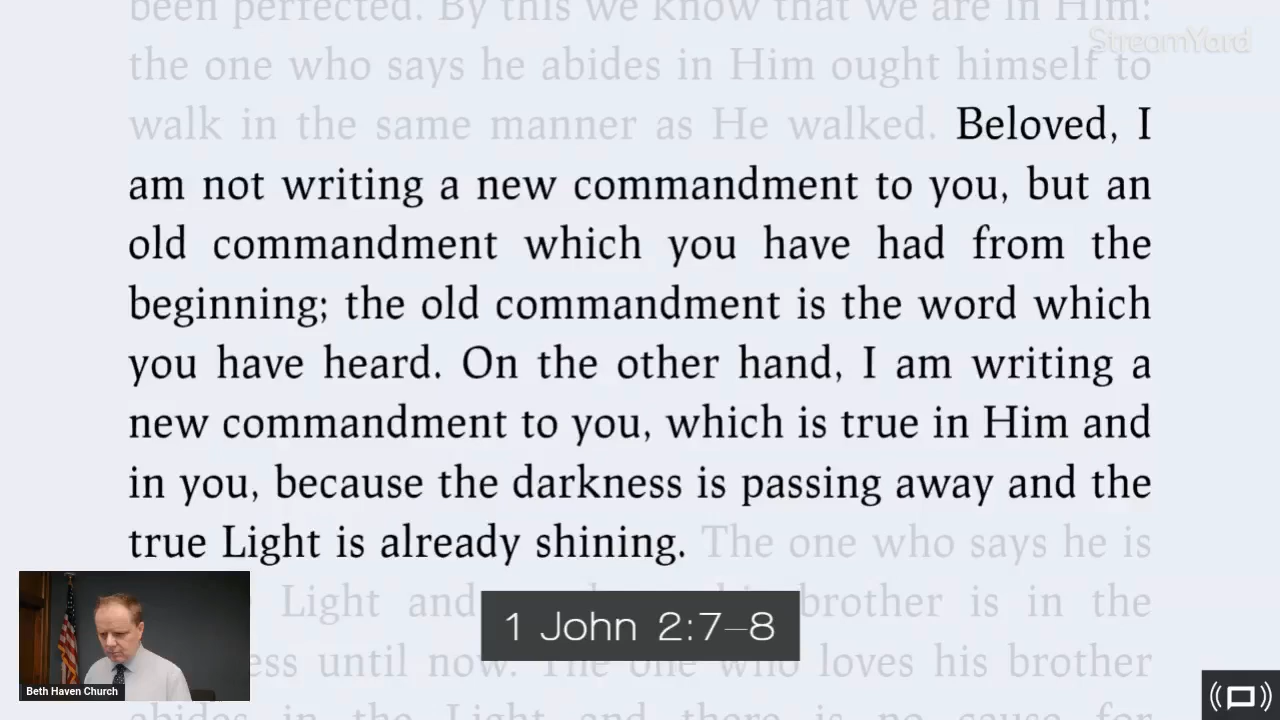 been perfected. By this we know that we are in Him:
StreamYard
the one who says he abides in Him ought himself to
walk in the same manner as He walked. Beloved, I
am not writing a new commandment to you, but an
old commandment which you have had from the
beginning; the old commandment is the word which
you have heard. On the other hand, I am writing a
new commandment to you, which is true in Him and
in you, because the darkness is passing away and the
true Light is already shining. The one who says he is
Light and brother is in the
1 John 2:7–8
until now. The one who loves his brother
abides in the Light and there is no cause for
Beth Haven Church